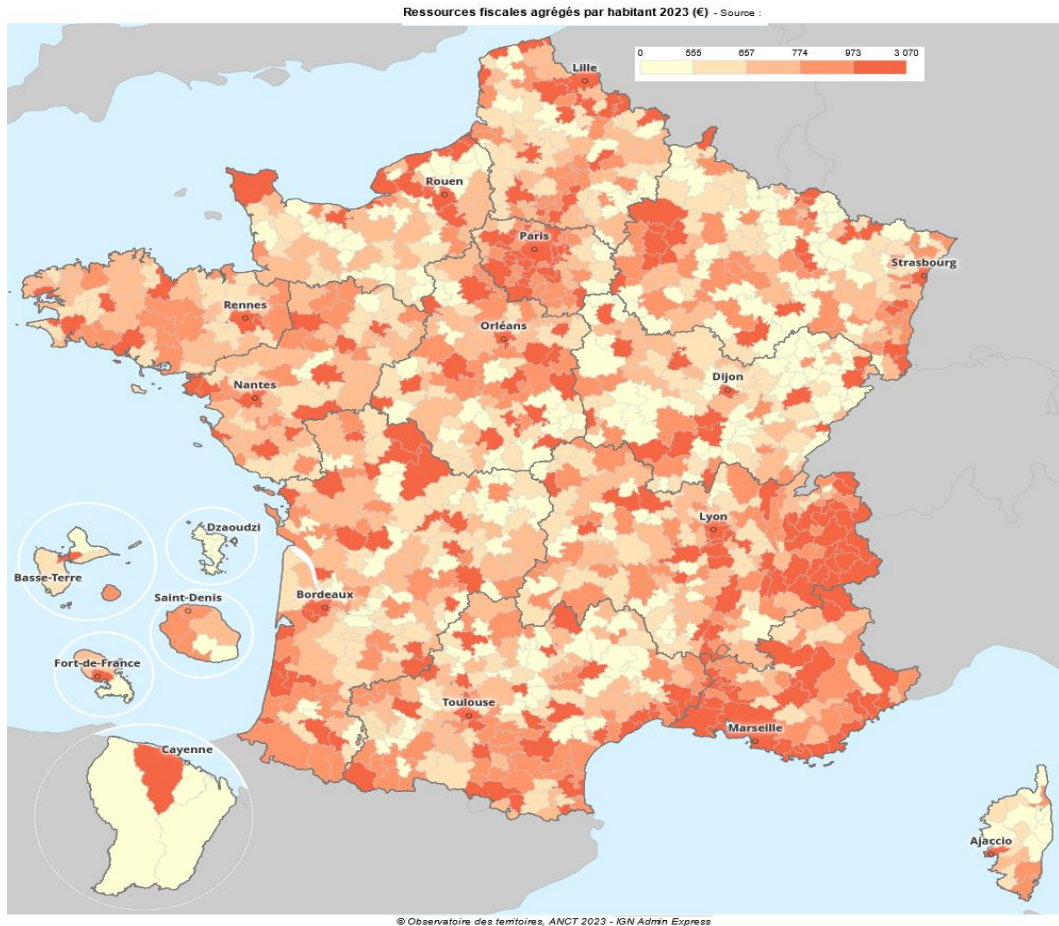 Ressources fiscales agrégés par habitant 2023 (€) - Source :
0 555 657 774 973 3 070
Lille
Rouen
Paris
Strasbourg
Rennes
Orléans
Nantes
Dijon
Lyon
Dzaoudzi
Basse-Terre
Saint-Denis
Bordeaux
Fort-de-France
Toulouse
Marseille
Cayenne
Ajaccio
© Observatoire des territoires, ANCT 2023 - IGN Admin Express